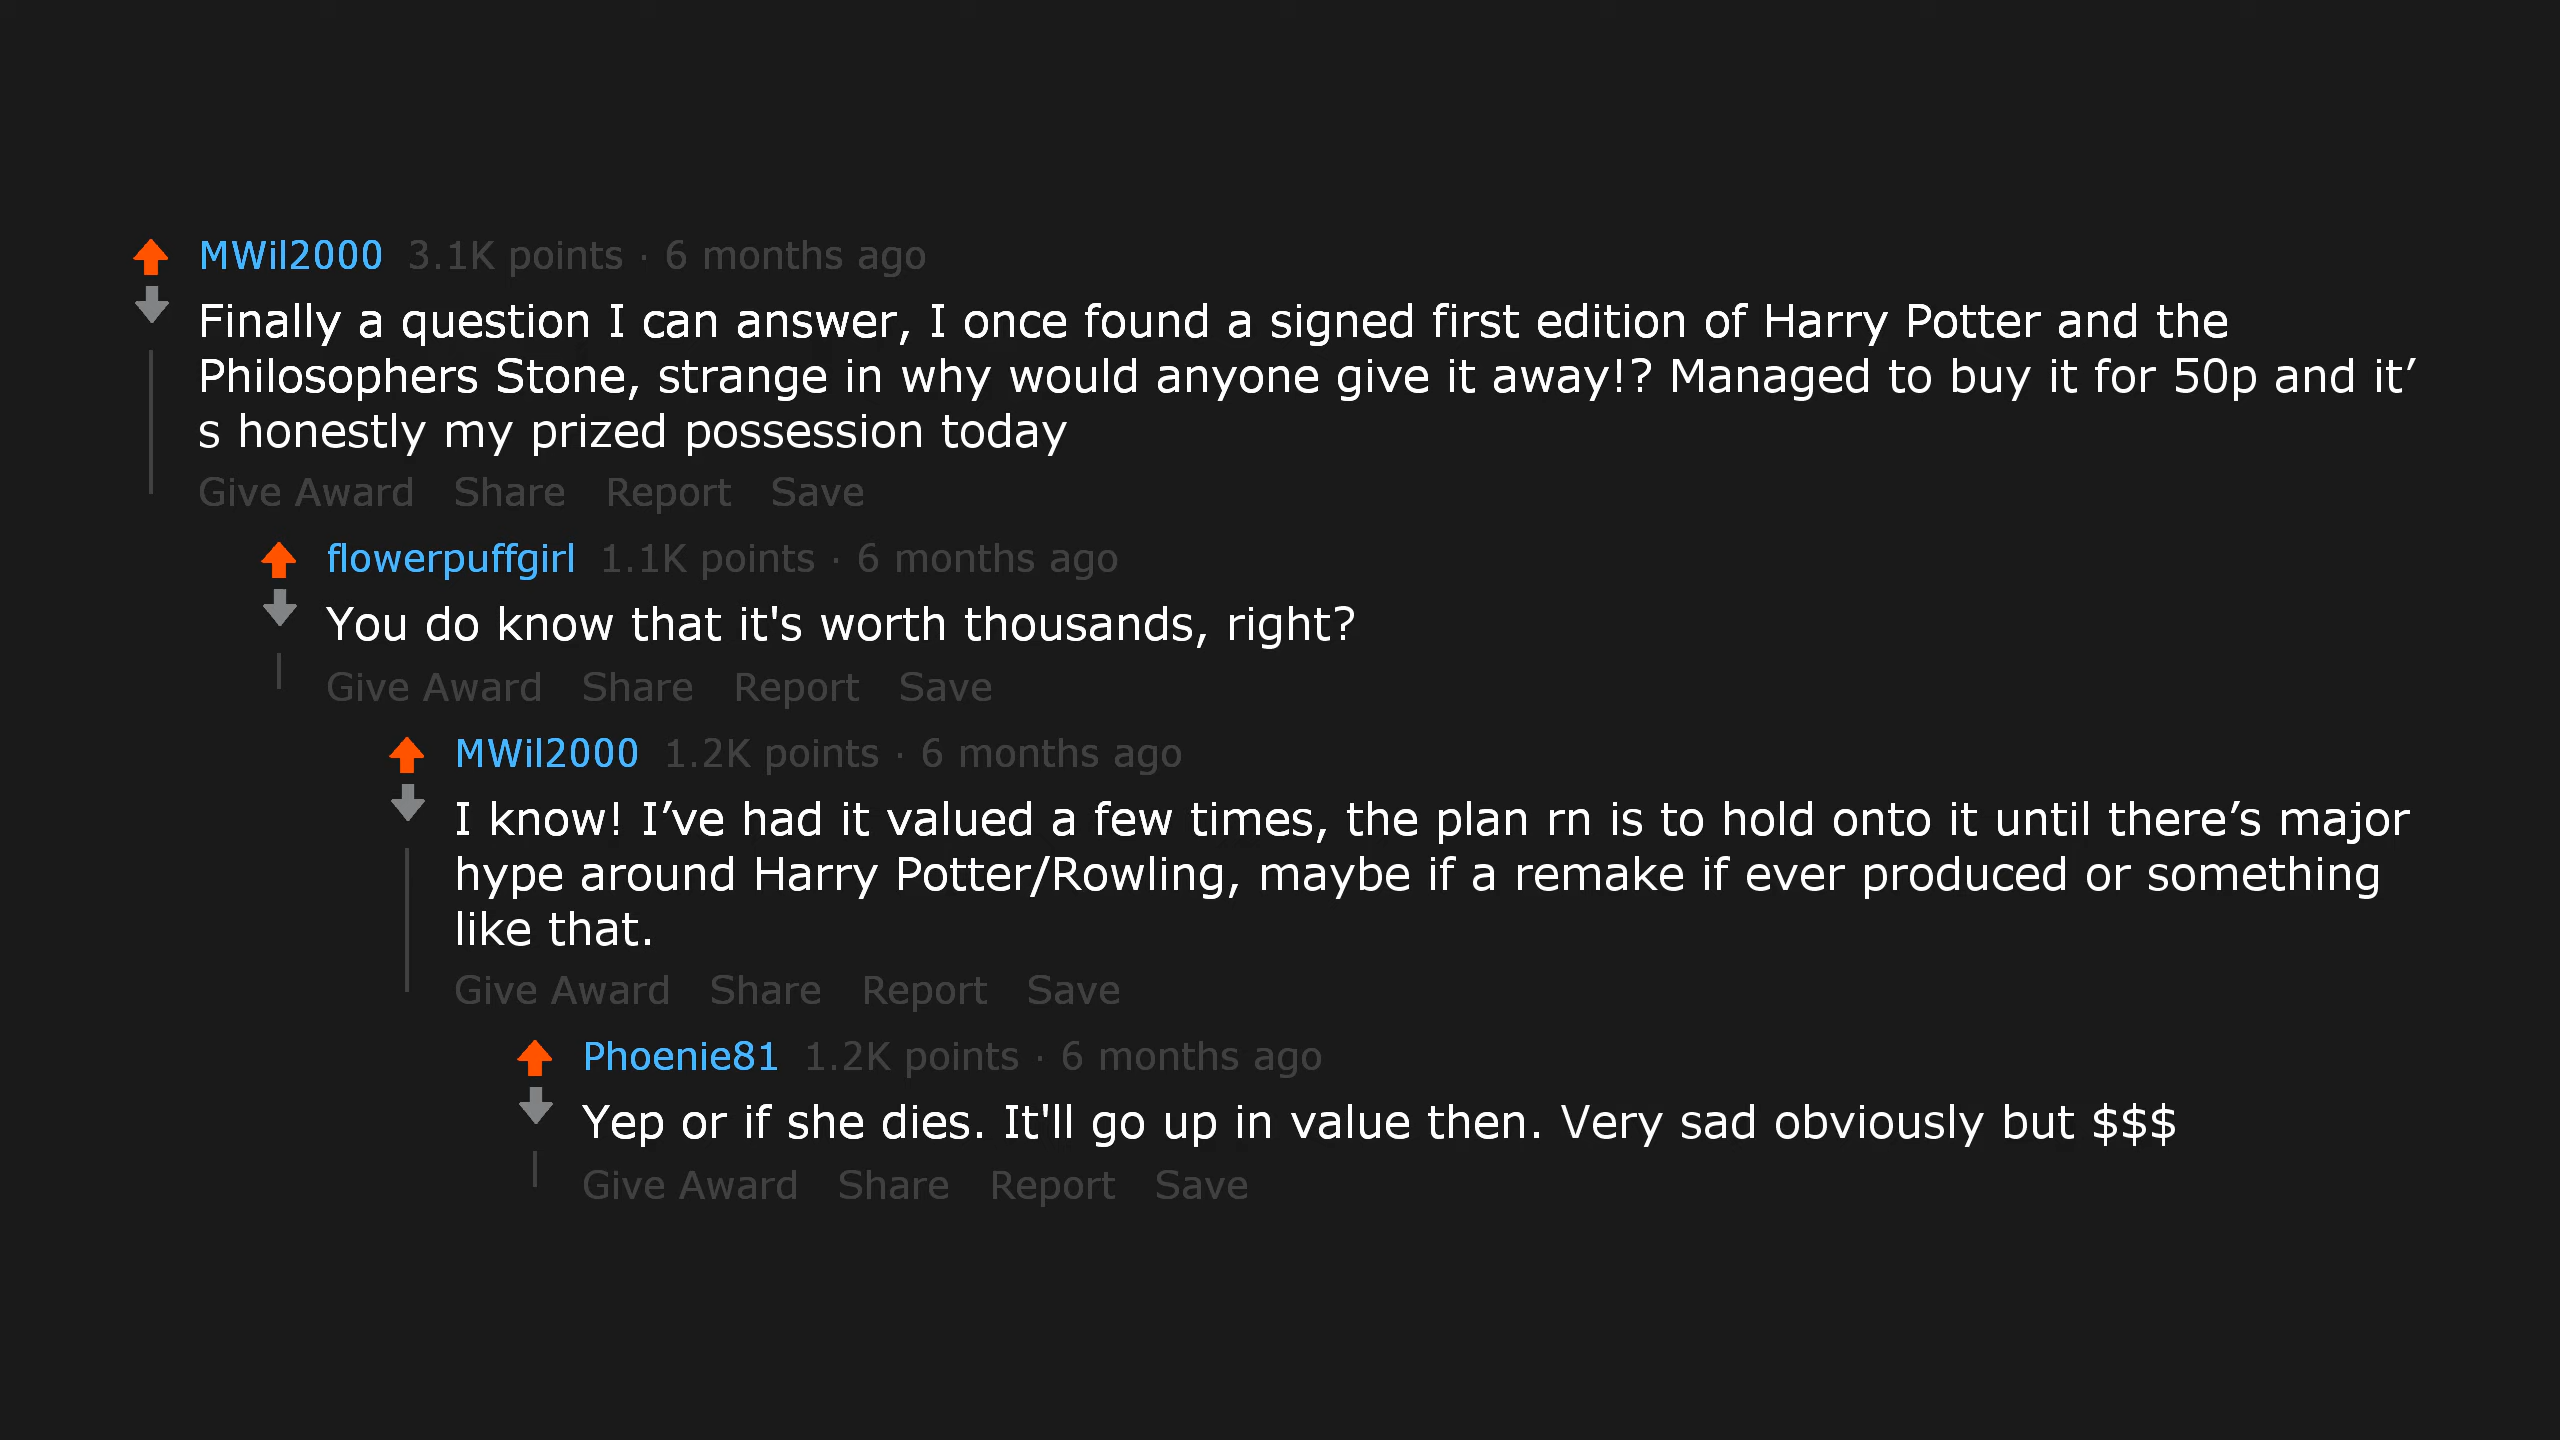 MWil2000 3.1K points · 6 months ago
Finally a question I can answer, I once found a signed first edition of Harry Potter and the
Philosophers Stone, strange in why would anyone give it away!? Managed to buy it for 50p and it’
s honestly my prized possession today
Give Award Share Report Save
flowerpuffgirl 1.1K points · 6 months ago
You do know that it's worth thousands, right?
Give Award Share Report Save
MWil2000 1.2K points · 6 months ago
I know! I’ve had it valued a few times, the plan rn is to hold onto it until there’s major
hype around Harry Potter/Rowling, maybe if a remake if ever produced or something
like that.
Give Award Share Report Save
Phoenie81 1.2K points · 6 months ago
Yep or if she dies. It'll go up in value then. Very sad obviously but $$$
Give Award Share Report Save